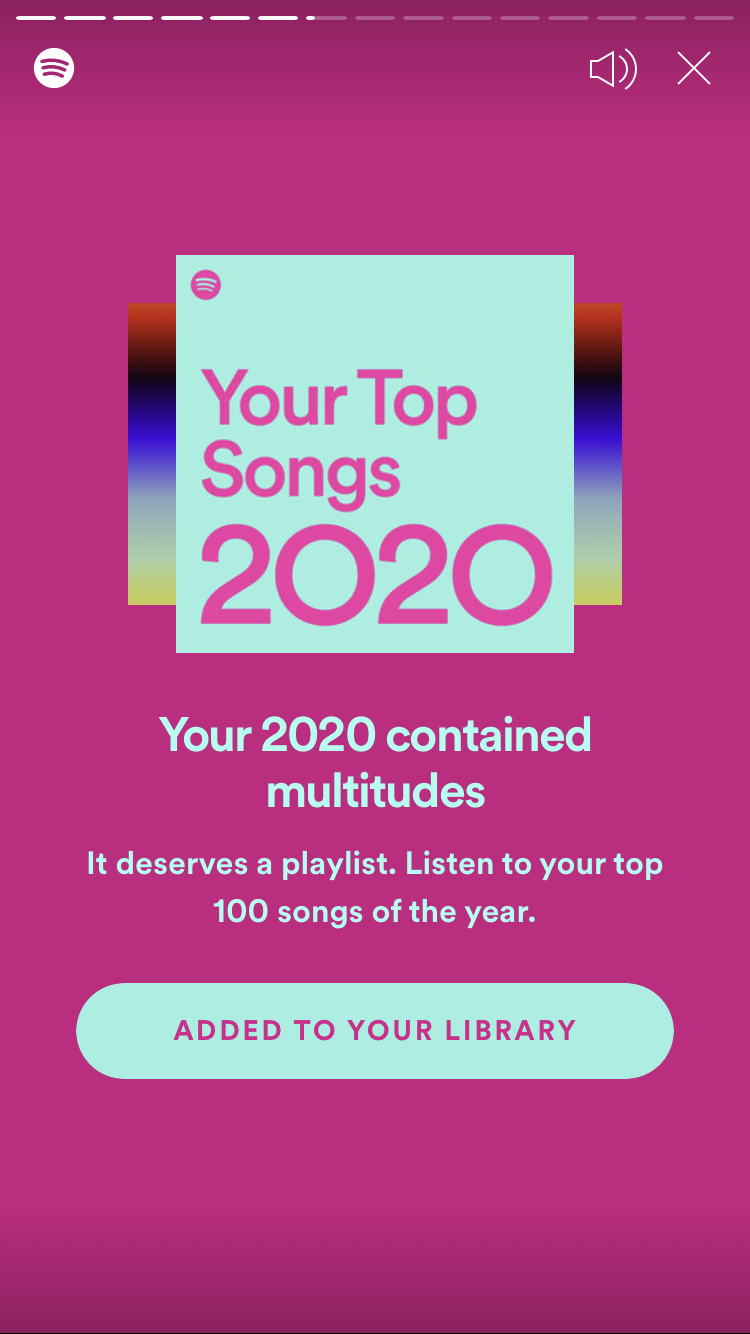 Your Top
Songs
2020
Your 2020 contained
multitudes
It deserves a playlist. Listen to your top
100 songs of the year.
ADDED TO YOUR LIBRARY